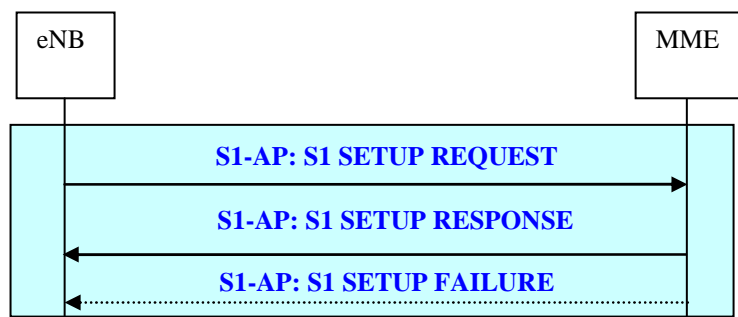 eNB
MME
S1-AP: S1 SETUP REQUEST
S1-AP: S1 SETUP RESPONSE
S1-AP: S1 SETUP FAILURE